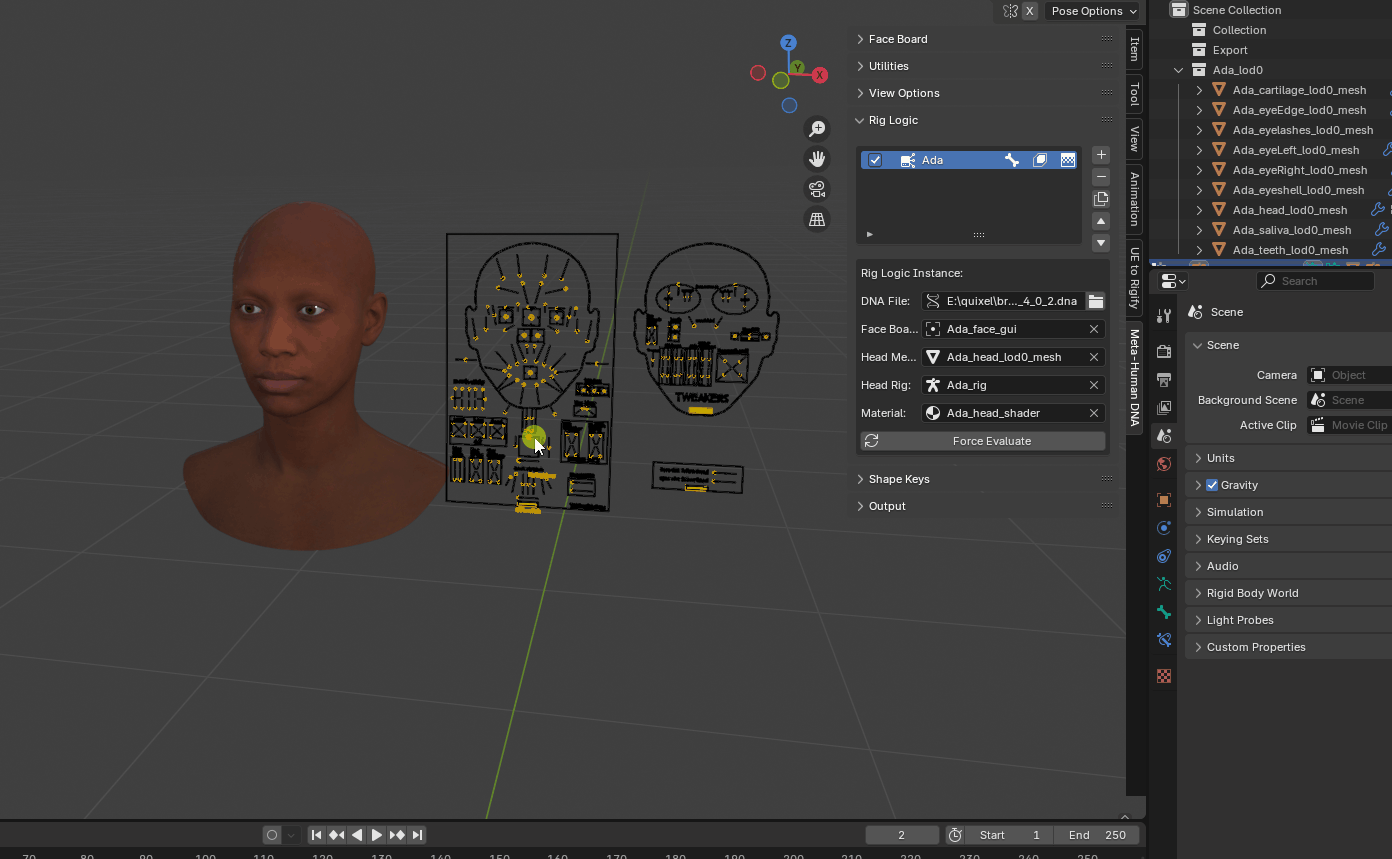 X Pose Options
Scene Collection
Collection
Export
Ada_lod0
Ada_cartilage_lod0_mesh
Ada_eyeEdge_lod0_mesh
Ada_eyelashes_lod0_mesh
Ada_eyeLeft_lod0_mesh
Ada_eyeRight_lod0_mesh
Ada_eyeshell_lod0_mesh
Ada_head_lod0_mesh
Ada_saliva_lod0_mesh
Ada_teeth_lod0_mesh
Z
Y
X
Face Board
Utilities
View Options
Rig Logic
Ada
Rig Logic Instance:
DNA File: E:\quixel\br..._4_0_2.dna
Face Boa... Ada_face_gui
Head Me... Ada_head_lod0_mesh
Head Rig: Ada_rig
Material: Ada_head_shader
Force Evaluate
Shape Keys
Output
Item
Tool
View
Animation
UE to Rigify
Meta-Human DNA
TWEAKERS
Search
Scene
Scene
Camera Object
Background Scene Scene
Active Clip Movie Clip
Units
Gravity
Simulation
Keying Sets
Audio
Rigid Body World
Light Probes
Custom Properties
2 Start 1 End 250
70 80 90 100 110 120 130 140 150 160 170 180 190 200 210 220 230 240 250